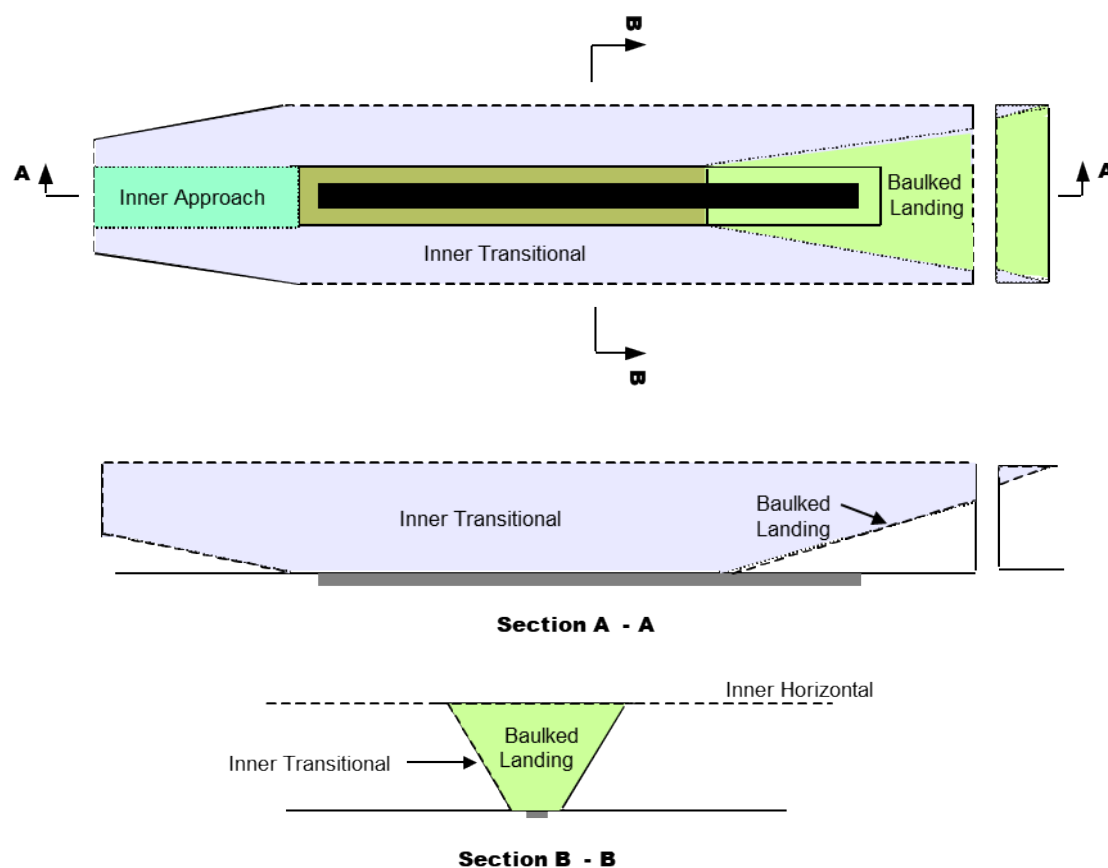 B
A
A
Inner Approach
Baulked
Landing
Inner Transitional
B
Inner Transitional
Baulked
Landing
Section A - A
Inner Horizontal
Baulked
Landing
Inner Transitional
Section B - B